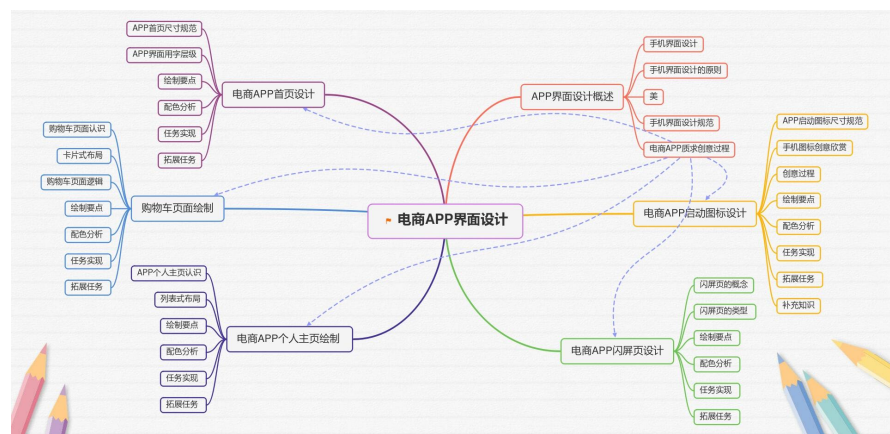 电商APP界面设计
APP界面设计概述
手机界面设计
手机界面设计的原则
美
手机界面设计规范
电商APP质求创意过程
电商APP启动图标设计
APP启动图标尺寸规范
手机图标创意欣赏
创意过程
绘制要点
配色分析
任务实现
拓展任务
补充知识
电商APP闪屏页设计
闪屏页的概念
闪屏页的类型
绘制要点
配色分析
任务实现
拓展任务
电商APP首页设计
APP首页尺寸规范
APP界面用字层级
绘制要点
配色分析
任务实现
拓展任务
购物车页面绘制
购物车页面认识
卡片式布局
购物车页面逻辑
绘制要点
配色分析
任务实现
拓展任务
电商APP个人主页绘制
APP个人主页认识
列表式布局
绘制要点
配色分析
任务实现
拓展任务